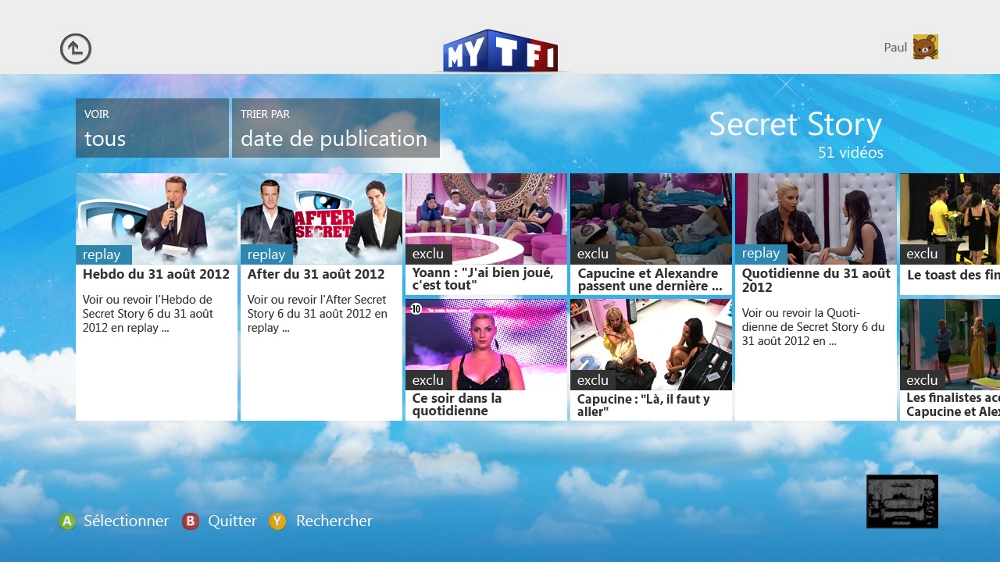 MY TF1
Paul
VOIR
tous
TRIER PAR
date de publication
Secret Story
51 vidéos
replay
Hebdo du 31 août 2012
Voir ou revoir l'Hebdo de
Secret Story 6 du 31 août
2012 en replay ...
AFTER
SECRET
replay
After du 31 août 2012
Voir ou revoir l'After Secret
Story 6 du 31 août 2012 en
replay ...
exclu
Yoann : "J'ai bien joué,
c'est tout"
-10
exclu
Ce soir dans la
quotidienne
exclu
Capucine et Alexandre
passent une dernière ...
exclu
Capucine : "Là, il faut y
aller"
replay
Quotidienne du 31 août
2012
Voir ou revoir la Quoti-
dienne de Secret Story 6 du
31 août 2012 en ...
exclu
Le toast des fin
exclu
Les finalistes acc
Capucine et Alex
A Sélectionner
B Quitter
Y Rechercher